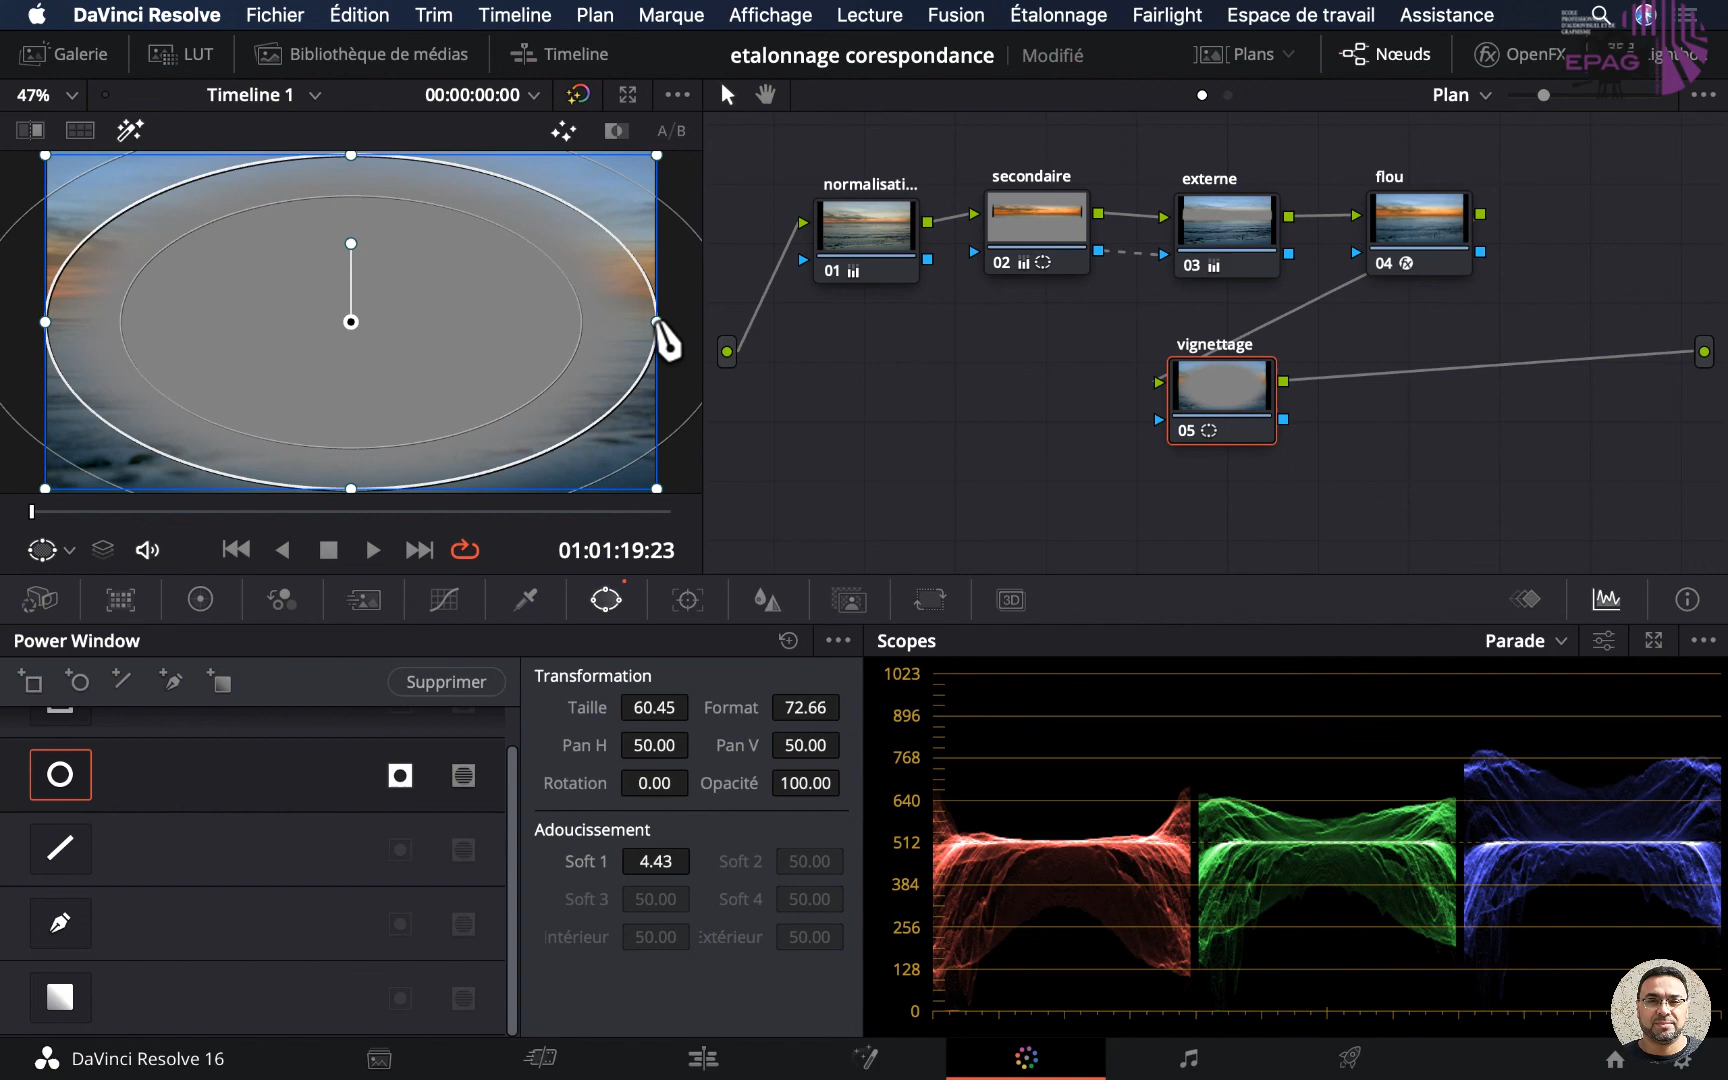 DaVinci Resolve Fichier Édition Trim Timeline Plan Marque Affichage Lecture Fusion Étalonnage Fairlight Espace de travail Assistance
Galerie LUT Bibliothèque de médias Timeline etalonnage corespondance Modifié Plans Nœuds OpenFX
EPAG
47% Timeline 1 00:00:00:00 Plan
A/B
normalisati... secondaire externe flou
01 02 03 04
vignettage
05
01:01:19:23
3D
Power Window Scopes Parade
Supprimer
Transformation
Taille 60.45 Format 72.66
Pan H 50.00 Pan V 50.00
Rotation 0.00 Opacité 100.00
Adoucissement
Soft 1 4.43 Soft 2 50.00
Soft 3 50.00 Soft 4 50.00
Intérieur 50.00 Extérieur 50.00
1023
896
768
640
512
384
256
128
0
DaVinci Resolve 16